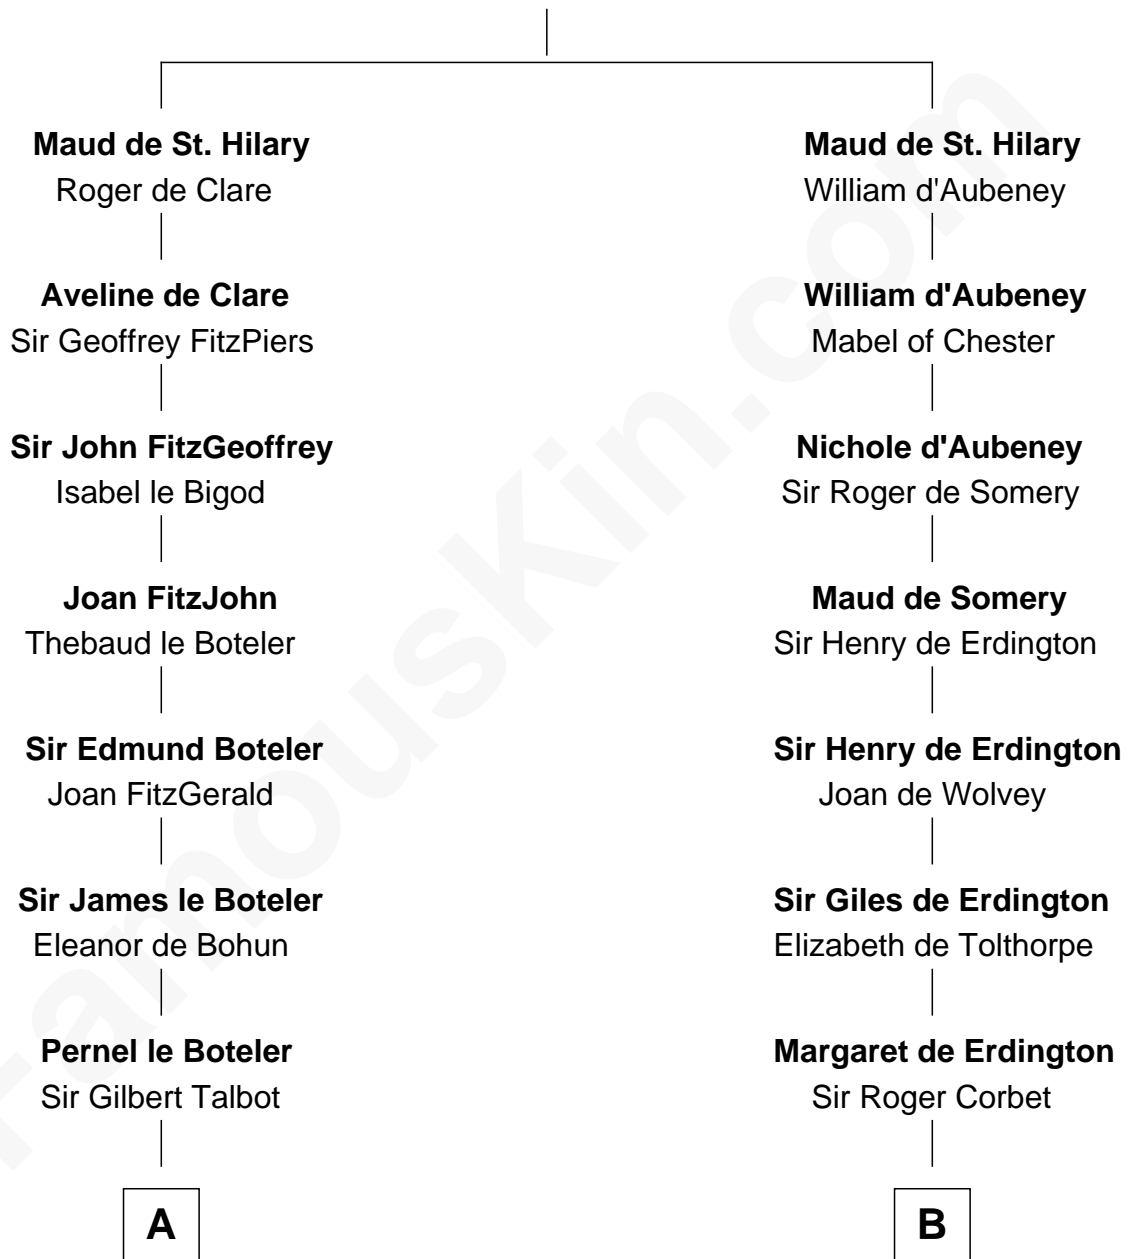 Maud de St. Hilary
Roger de Clare
Aveline de Clare
Sir Geoffrey FitzPiers
Sir John FitzGeoffrey
Isabel le Bigod
Joan FitzJohn
Thebaud le Boteler
Sir Edmund Boteler
Joan FitzGerald
Sir James le Boteler
Eleanor de Bohun
Pernel le Boteler
Sir Gilbert Talbot
A
Maud de St. Hilary
William d'Aubeney
William d'Aubeney
Mabel of Chester
Nichole d'Aubeney
Sir Roger de Somery
Maud de Somery
Sir Henry de Erdington
Sir Henry de Erdington
Joan de Wolvey
Sir Giles de Erdington
Elizabeth de Tolthorpe
Margaret de Erdington
Sir Roger Corbet
B
FamousKin.com